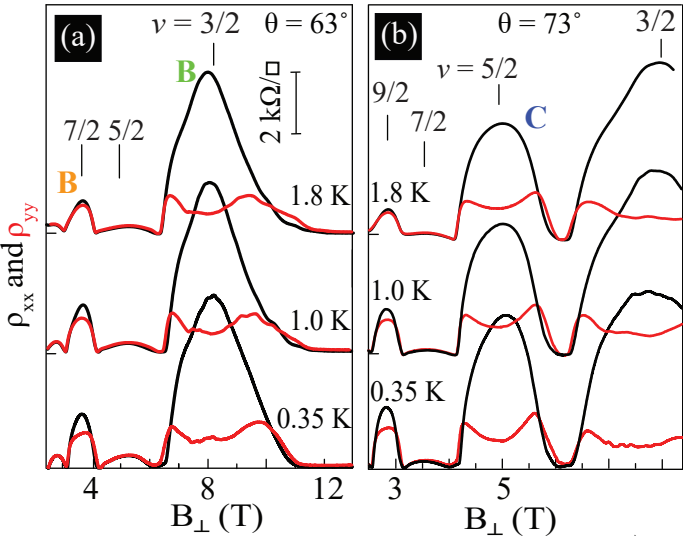 (a)
ν = 3/2
θ = 63°
B
2 kΩ/□
7/2
5/2
B
1.8 K
1.0 K
0.35 K
ρxx and ρyy
4
8
12
B⊥ (T)
(b)
θ = 73°
3/2
ν = 5/2
9/2
7/2
C
1.8 K
1.0 K
0.35 K
3
5
B⊥ (T)